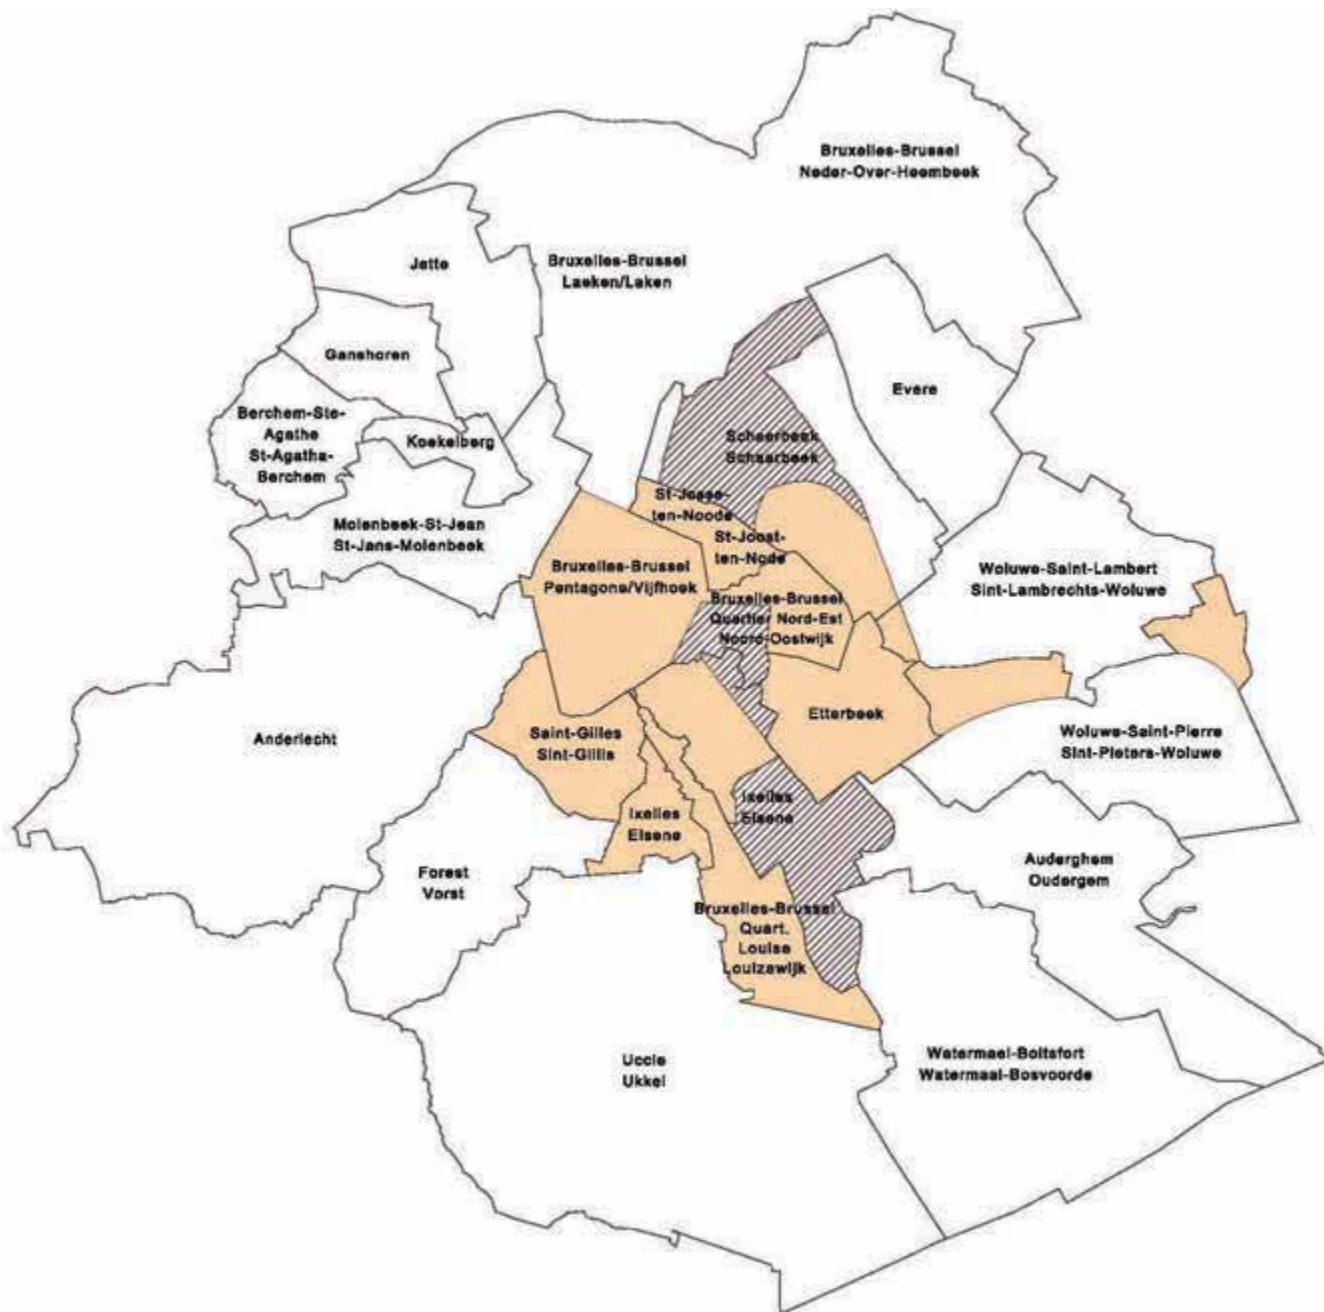 Bruxelles-Brussel
Neder-Over-Heembeek
Jette
Bruxelles-Brussel
Laeken/Laken
Ganshoren
Evere
Berchem-Ste-
Agathe
St-Agatha-
Berchem
Koekelberg
Schaerbeek
Schaarbeek
St-Josse-
ten-Noode
St-Joost-
ten-Node
Molenbeek-St-Jean
St-Jans-Molenbeek
Bruxelles-Brussel
Pentagone/Vijfhoek
Woluwe-Saint-Lambert
Sint-Lambrechts-Woluwe
Bruxelles-Brussel
Quartier Nord-Est
Noord-Oostwijk
Anderlecht
Saint-Gilles
Sint-Gillis
Etterbeek
Woluwe-Saint-Pierre
Sint-Pieters-Woluwe
Ixelles
Elsene
Ixelles
Elsene
Forest
Vorst
Auderghem
Oudergem
Bruxelles-Brussel
Quart.
Louise
Louizawijk
Uccle
Ukkel
Watermael-Boitsfort
Watermaal-Bosvoorde